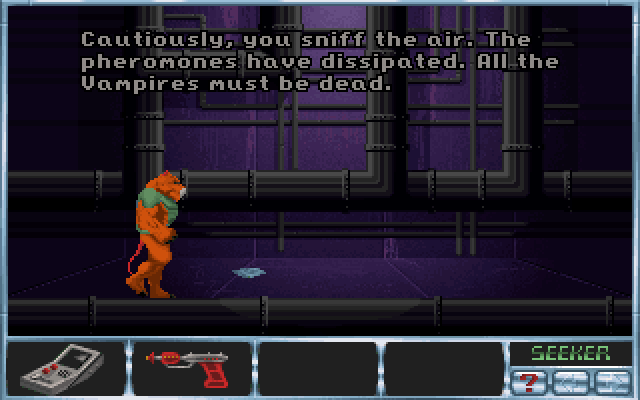 Cautiously, you sniff the air. The
pheromones have dissipated. All the
Vampires must be dead.
SEEKER
?